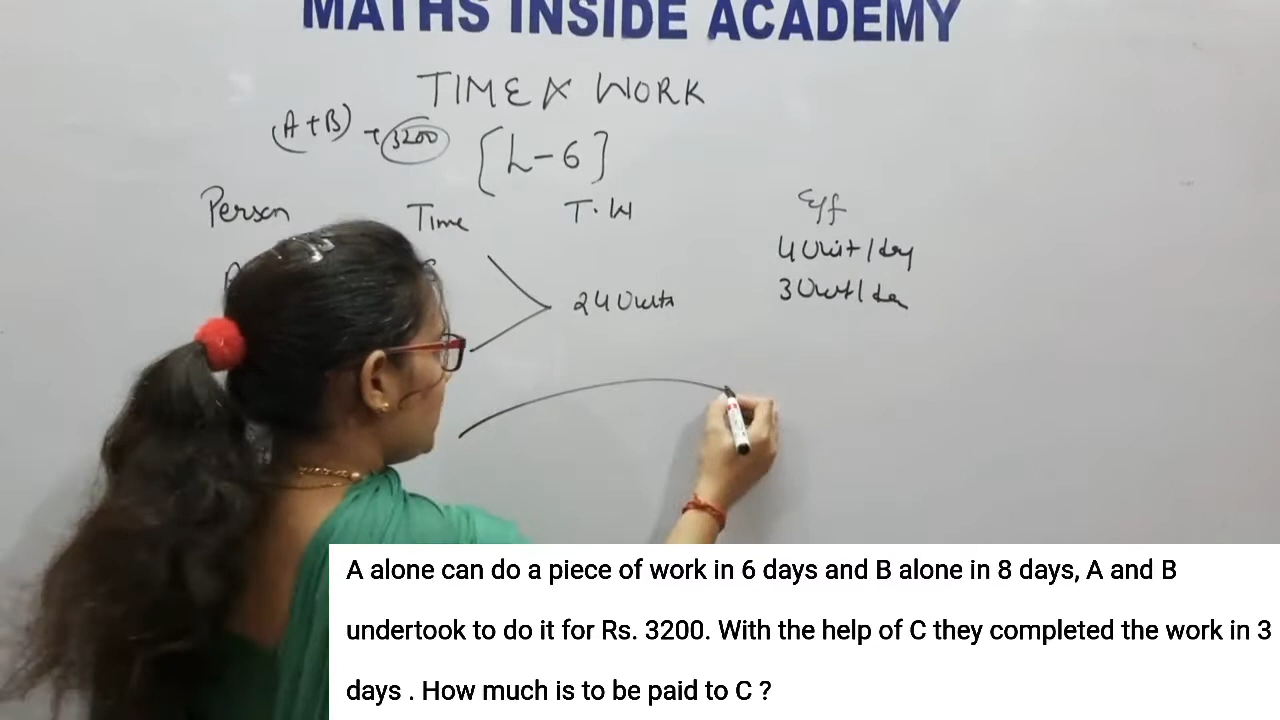 MATHS INSIDE ACADEMY
TIME & WORK
(A+B) → 3200 [L-6]
Person Time T.W Eff
4 Unit/day
24 Units 3 Unit/day
A alone can do a piece of work in 6 days and B alone in 8 days, A and B
undertook to do it for Rs. 3200. With the help of C they completed the work in 3
days . How much is to be paid to C ?